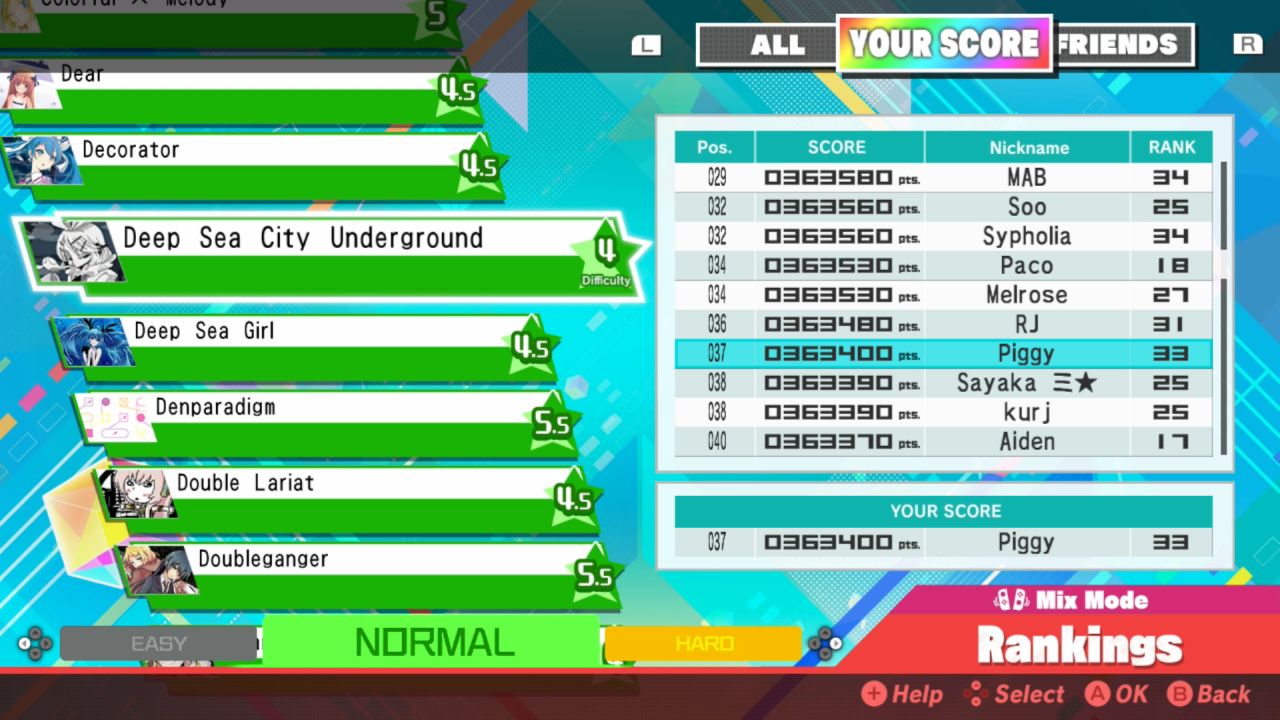 Colorful × Melody
5
Dear
4.5
Decorator
4.5
Deep Sea City Underground
4
Difficulty
Deep Sea Girl
4.5
Denparadigm
5.5
Double Lariat
4.5
Doubleganger
5.5
EASY
NORMAL
HARD
L
ALL
YOUR SCORE
FRIENDS
R
Pos. SCORE Nickname RANK
029 0363580 pts. MAB 34
032 0363560 pts. Soo 25
032 0363560 pts. Sypholia 34
034 0363530 pts. Paco 18
034 0363530 pts. Melrose 27
036 0363480 pts. RJ 31
037 0363400 pts. Piggy 33
038 0363390 pts. Sayaka 三★ 25
038 0363390 pts. kurj 25
040 0363370 pts. Aiden 17
YOUR SCORE
037 0363400 pts. Piggy 33
Mix Mode
Rankings
+ Help Select A OK B Back